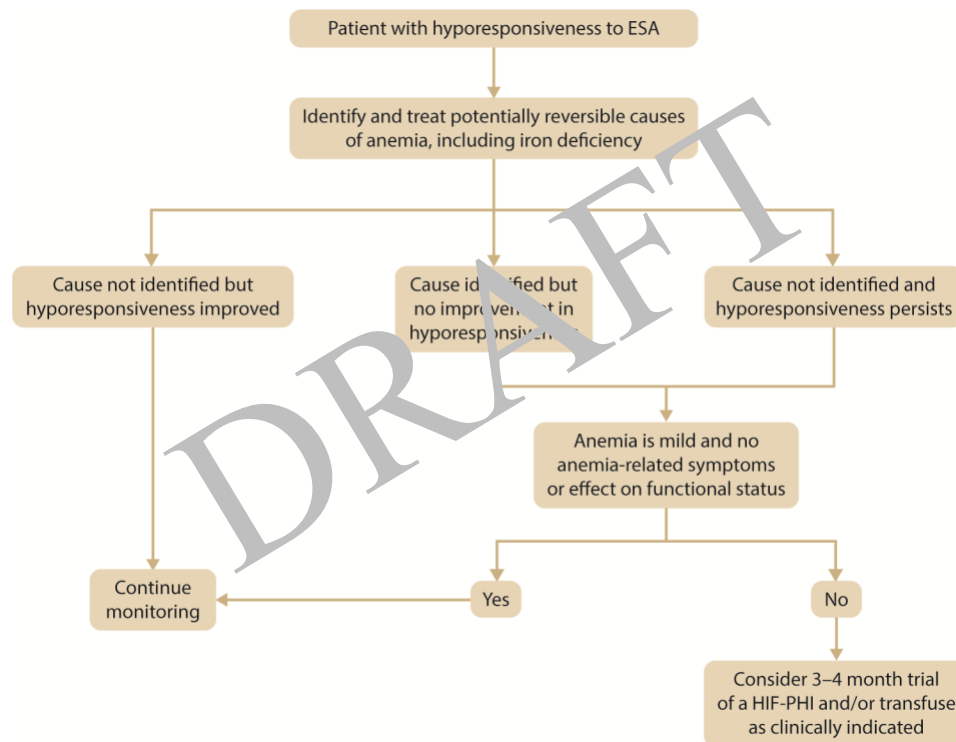 Patient with hyporesponsiveness to ESA
Identify and treat potentially reversible causes
of anemia, including iron deficiency
Cause not identified but
hyporesponsiveness improved
Cause identified but
no improvement in
hyporesponsiveness
Cause not identified and
hyporesponsiveness persists
DRAFT
Anemia is mild and no
anemia-related symptoms
or effect on functional status
Continue
monitoring
Yes
No
Consider 3–4 month trial
of a HIF-PHI and/or transfuse
as clinically indicated